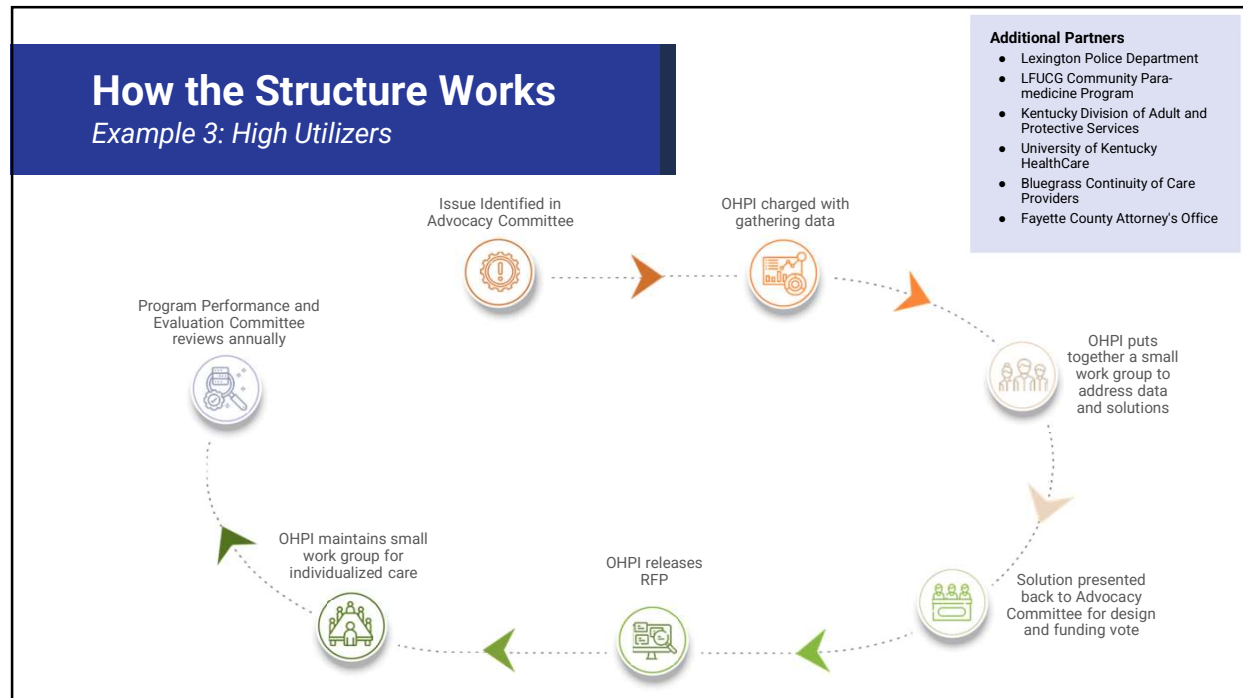 How the Structure Works
Example 3: High Utilizers
Additional Partners
● Lexington Police Department
● LFUCG Community Para-
medicine Program
● Kentucky Division of Adult and
Protective Services
● University of Kentucky
HealthCare
● Bluegrass Continuity of Care
Providers
● Fayette County Attorney's Office
Issue Identified in
Advocacy Committee
OHPI charged with
gathering data
OHPI puts
together a small
work group to
address data
and solutions
Solution presented
back to Advocacy
Committee for design
and funding vote
OHPI releases
RFP
OHPI maintains small
work group for
individualized care
Program Performance and
Evaluation Committee
reviews annually